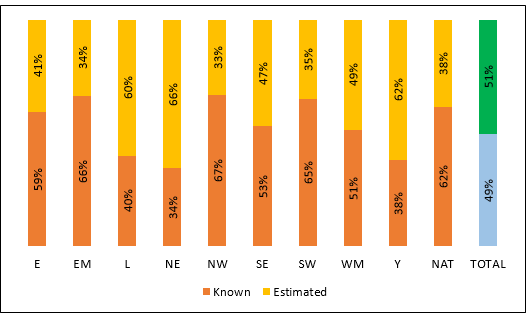 41% 34% 60% 66% 33% 47% 35% 49% 62% 38% 51%
59% 66% 40% 34% 67% 53% 65% 51% 38% 62% 49%
E EM L NE NW SE SW WM Y NAT TOTAL
Known Estimated